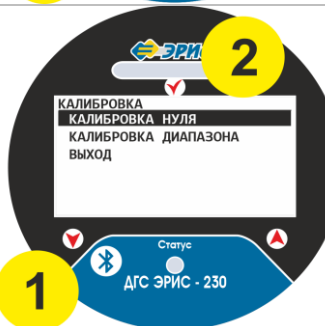 2
ЭРИС
КАЛИБРОВКА
КАЛИБРОВКА НУЛЯ
КАЛИБРОВКА ДИАПАЗОНА
ВЫХОД
Статус
ДГС ЭРИС - 230
1